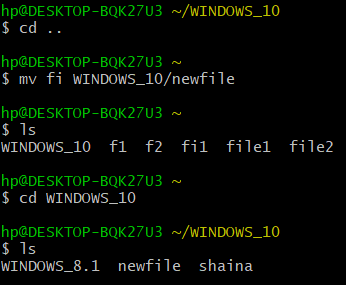 hp@DESKTOP-BQK27U3 ~/WINDOWS_10
$ cd ..
hp@DESKTOP-BQK27U3 ~
$ mv fi WINDOWS_10/newfile
hp@DESKTOP-BQK27U3 ~
$ ls
WINDOWS_10  f1  f2  fi1  file1  file2
hp@DESKTOP-BQK27U3 ~
$ cd WINDOWS_10
hp@DESKTOP-BQK27U3 ~/WINDOWS_10
$ ls
WINDOWS_8.1  newfile  shaina